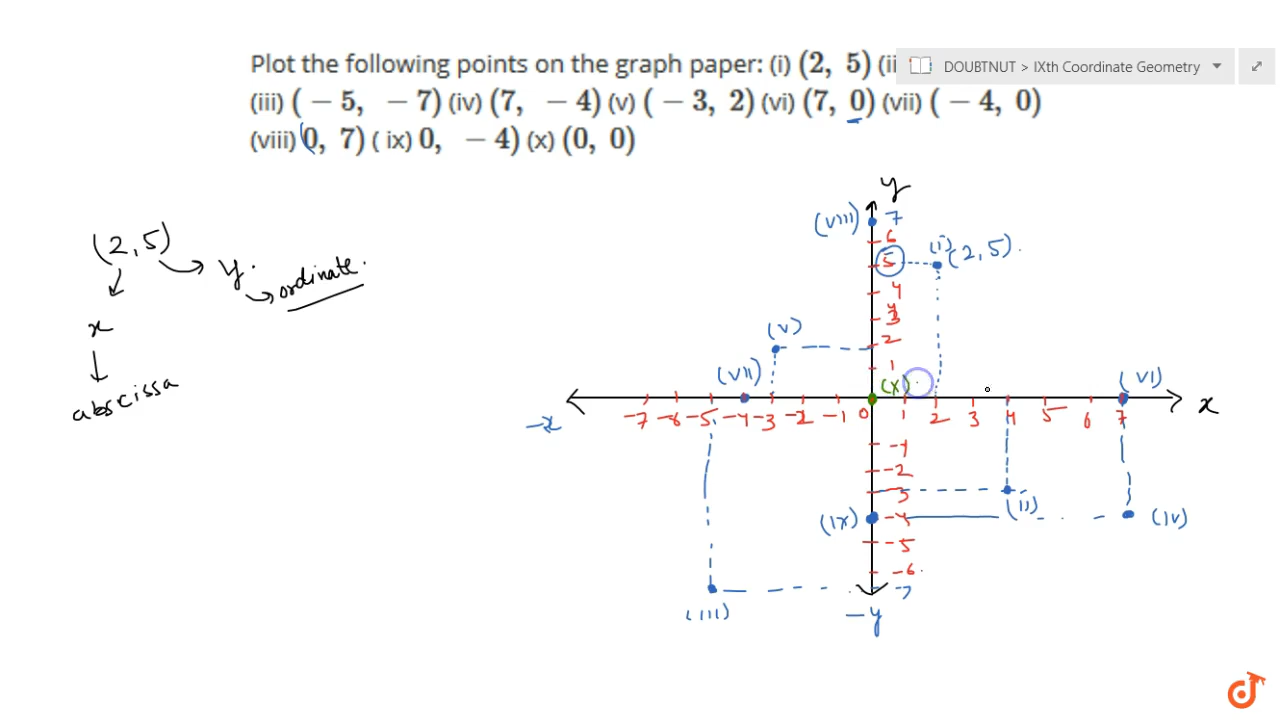 Plot the following points on the graph paper: (i) (2, 5) (ii
DOUBTNUT > IXth Coordinate Geometry
(iii) ( − 5, − 7) (iv) (7, − 4) (v) ( − 3, 2) (vi) (7, 0) (vii) ( − 4, 0)
(viii) (0, 7) ( ix) 0, − 4) (x) (0, 0)
y
(viii) 7
6
(i) (2, 5).
5
4
3
2
1
(2, 5)
y.
ordinate.
x
abscissa
(v)
(vii)
(x)
(vi)
-x
-7 -6 -5 -4 -3 -2 -1 0 1 2 3 4 5 6 7
x
-1
-2
-3
(ii)
(ix) -4 (iv)
-5
-6
-7
(iii)
-y